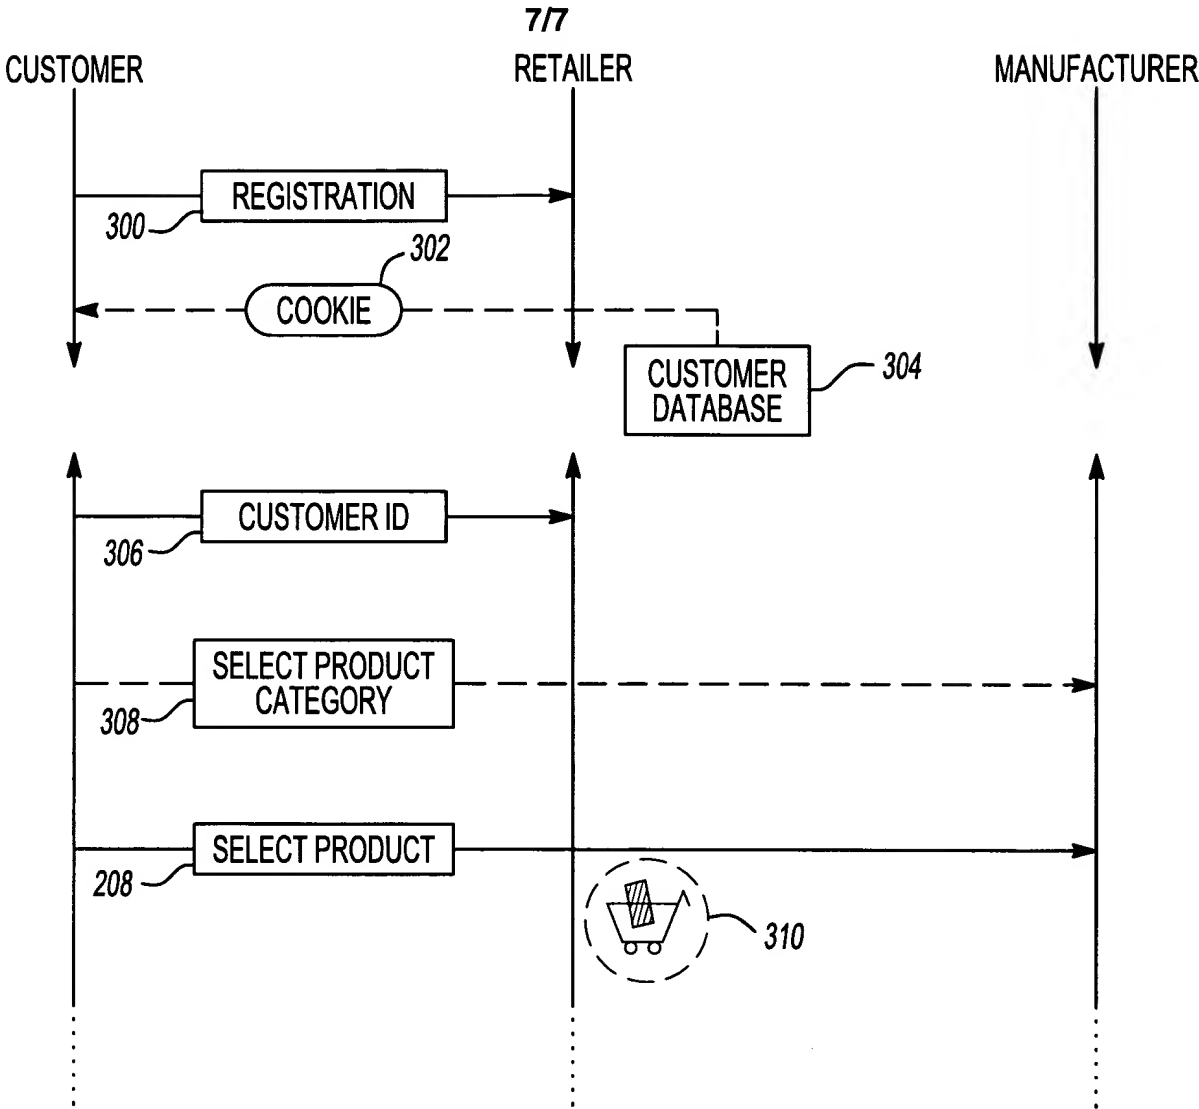 7/7
CUSTOMER
RETAILER
MANUFACTURER
REGISTRATION
300
302
COOKIE
CUSTOMER
DATABASE
304
CUSTOMER ID
306
SELECT PRODUCT
CATEGORY
308
SELECT PRODUCT
208
310